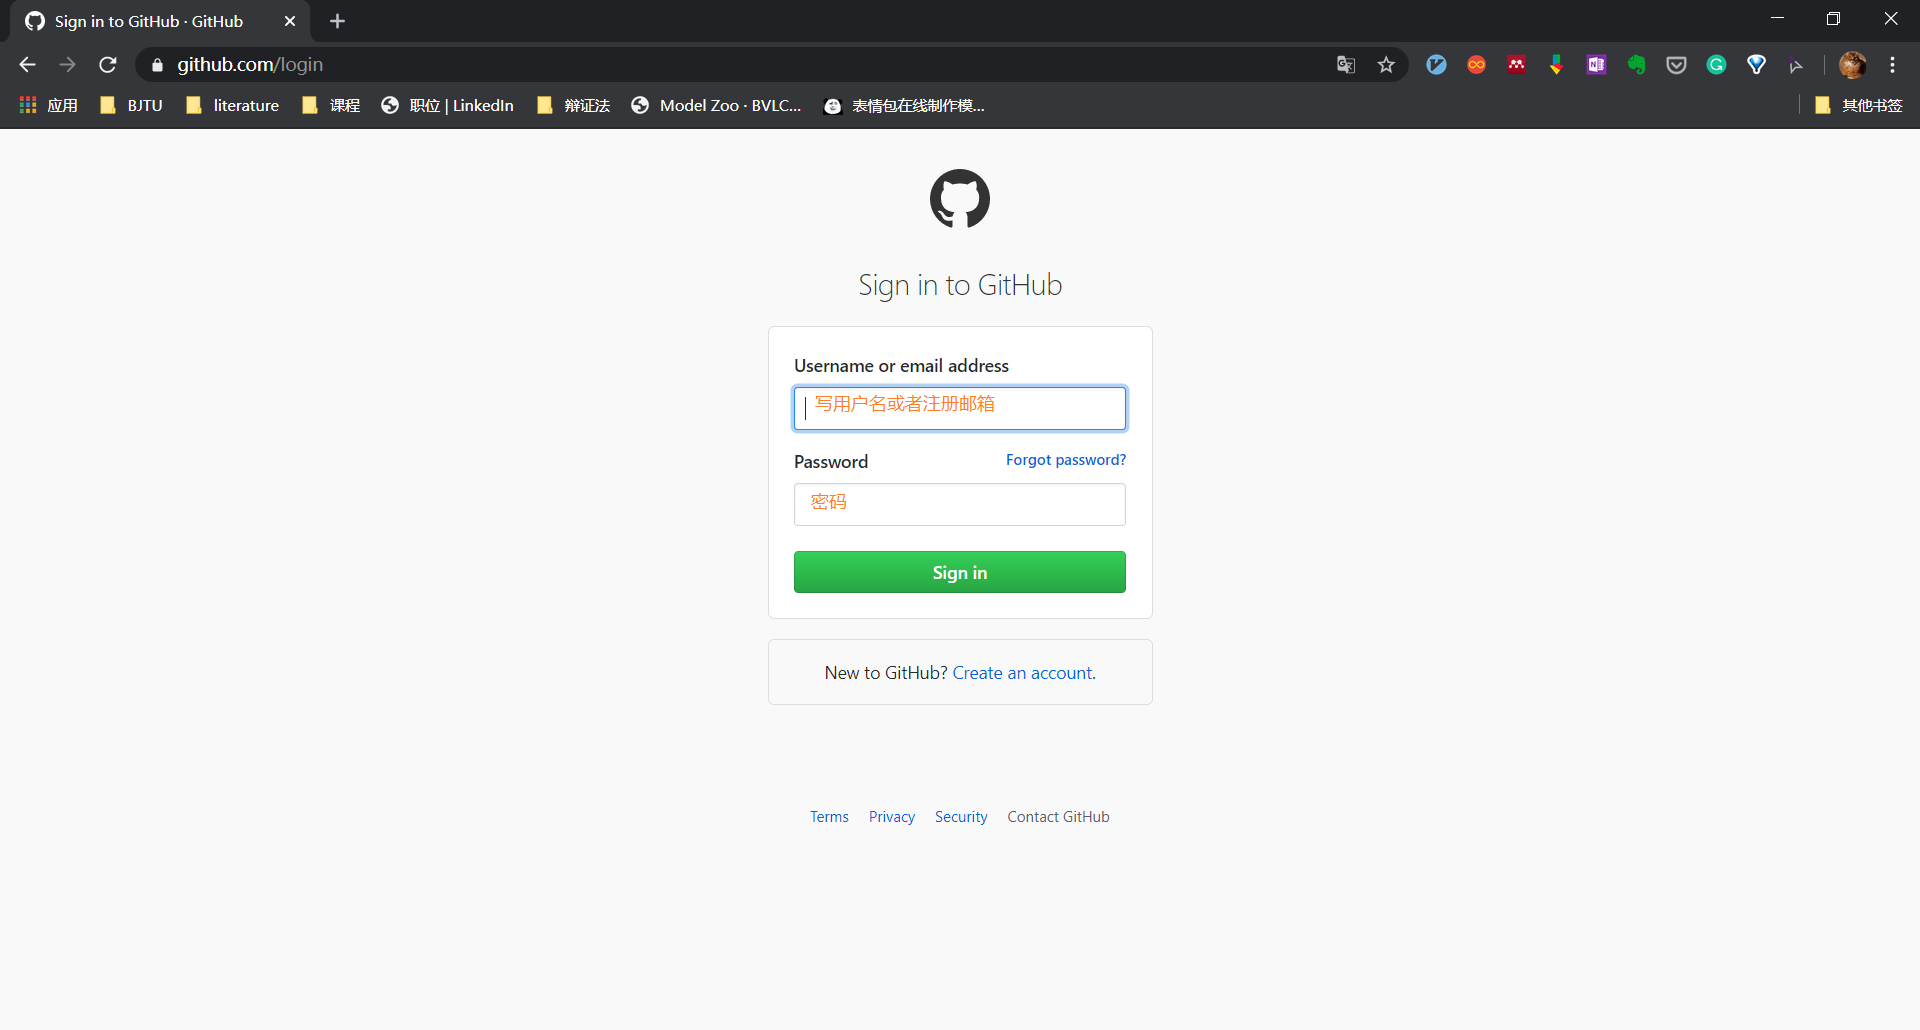 Sign in to GitHub · GitHub
github.com/login
应用
BJTU
literature
课程
职位 | LinkedIn
辩证法
Model Zoo · BVLC...
表情包在线制作模...
其他书签
Sign in to GitHub
Username or email address
写用户名或者注册邮箱
Password
Forgot password?
密码
Sign in
New to GitHub? Create an account.
Terms
Privacy
Security
Contact GitHub